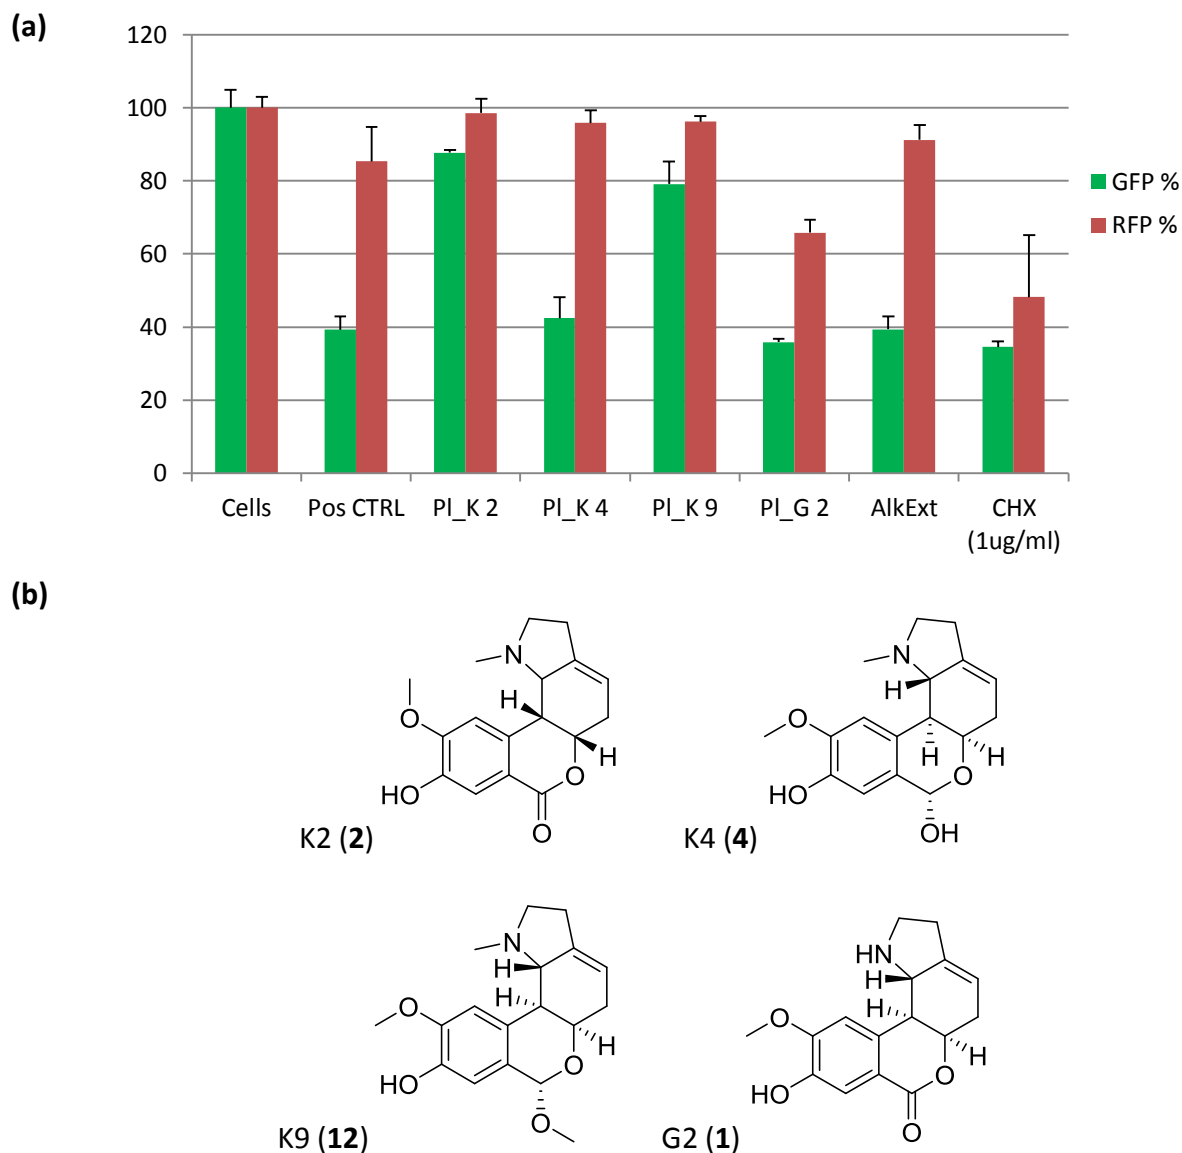 (a)
120
100
80
60
40
20
0
Cells
Pos CTRL
Pl_K 2
Pl_K 4
Pl_K 9
Pl_G 2
AlkExt
CHX
(1ug/ml)
GFP %
RFP %
(b)
N
H
O
H
HO
O
O
K2 (2)
N
H
O
H
H
O
HO
OH
K4 (4)
N
H
H
O
H
O
HO
O
K9 (12)
HN
H
H
O
H
O
HO
O
G2 (1)